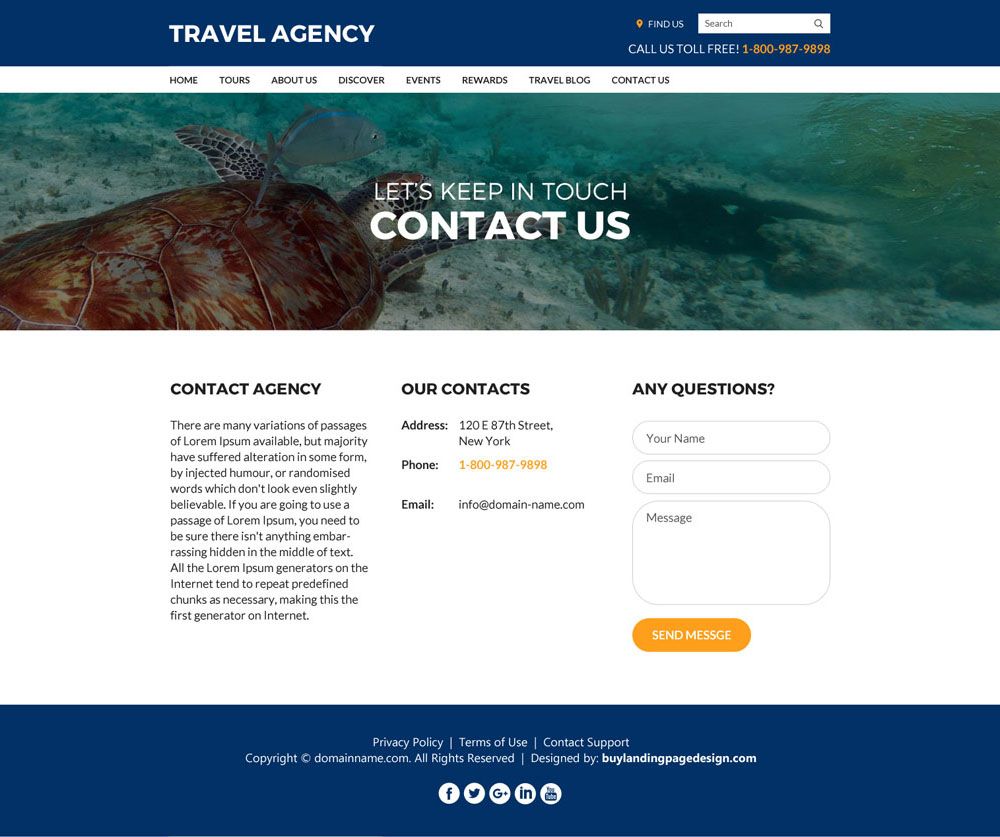 TRAVEL AGENCY
FIND US
Search
CALL US TOLL FREE! 1-800-987-9898
HOME TOURS ABOUT US DISCOVER EVENTS REWARDS TRAVEL BLOG CONTACT US
LET'S KEEP IN TOUCH
CONTACT US
CONTACT AGENCY
There are many variations of passages
of Lorem Ipsum available, but majority
have suffered alteration in some form,
by injected humour, or randomised
words which don't look even slightly
believable. If you are going to use a
passage of Lorem Ipsum, you need to
be sure there isn't anything embar-
rassing hidden in the middle of text.
All the Lorem Ipsum generators on the
Internet tend to repeat predefined
chunks as necessary, making this the
first generator on Internet.
OUR CONTACTS
Address: 120 E 87th Street,
New York
Phone: 1-800-987-9898
Email: info@domain-name.com
ANY QUESTIONS?
Your Name
Email
Message
SEND MESSGE
Privacy Policy | Terms of Use | Contact Support
Copyright © domainname.com. All Rights Reserved | Designed by: buylandingpagedesign.com
f G+ in You Tube